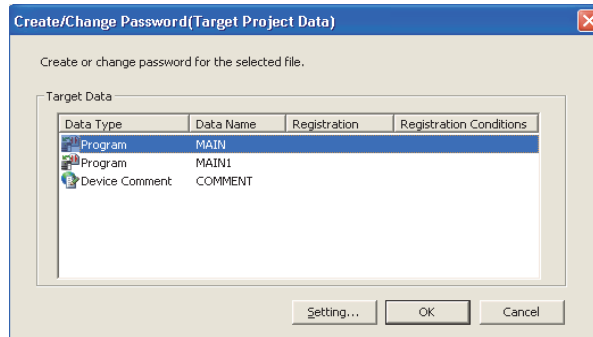 Create/Change Password(Target Project Data)
Create or change password for the selected file.
Target Data
Data Type Data Name Registration Registration Conditions
Program MAIN
Program MAIN1
Device Comment COMMENT
Setting... OK Cancel